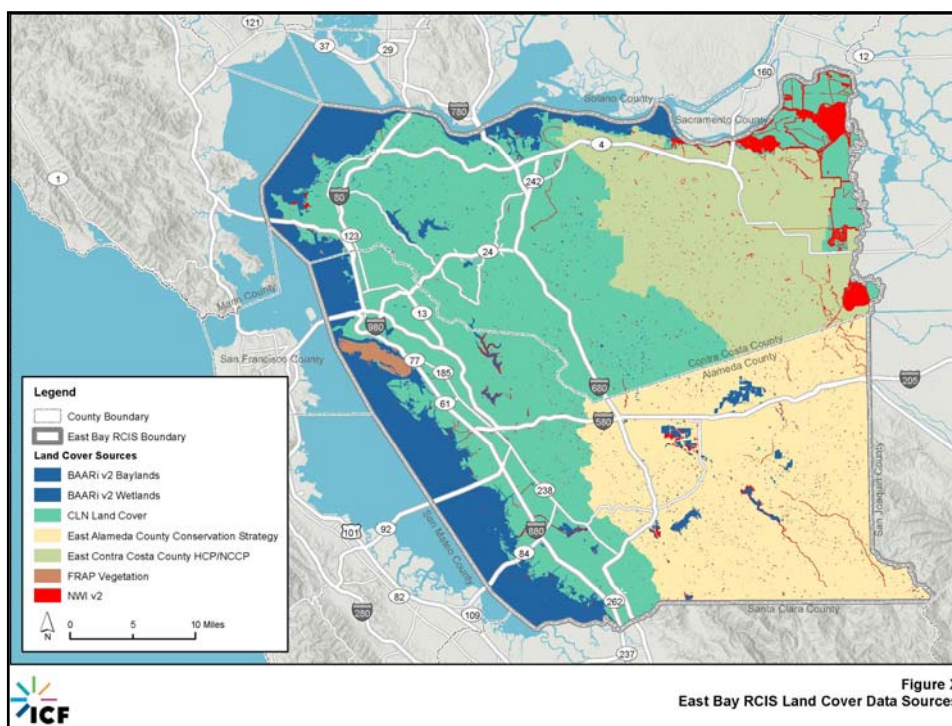 121
37
29
12
160
780
Solano County
Sacramento County
4
1
80
242
123
24
Marin County
13
980
San Francisco County
77
185
61
Contra Costa County
Alameda County
680
580
205
San Joaquin County
238
880
San Mateo County
92
101
84
82
280
109
262
237
Santa Clara County
Legend
County Boundary
East Bay RCIS Boundary
Land Cover Sources
BAARi v2 Baylands
BAARi v2 Wetlands
CLN Land Cover
East Alameda County Conservation Strategy
East Contra Costa County HCP/NCCP
FRAP Vegetation
NWI v2
N
0 5 10 Miles
ICF
Figure
East Bay RCIS Land Cover Data Sources